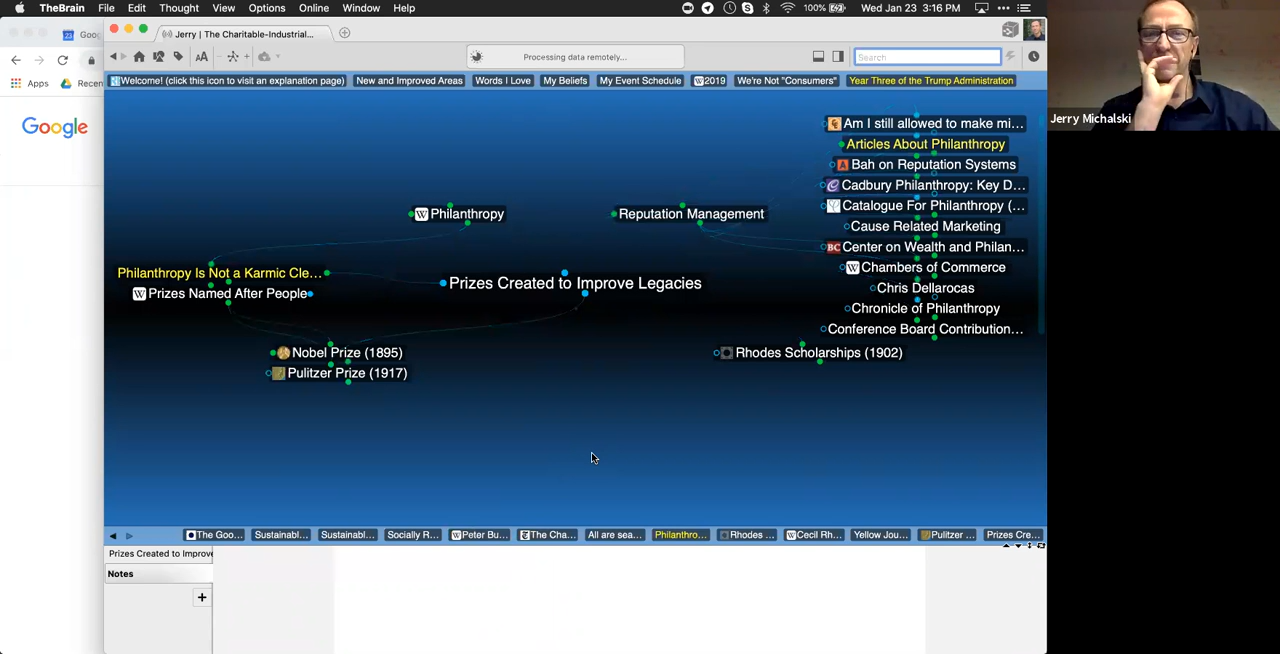 TheBrain File Edit Thought View Options Online Window Help 100% Wed Jan 23 3:16 PM
Goog
Jerry | The Charitable-Industrial...
AA Processing data remotely... Search
Apps Recen
Welcome! (click this icon to visit an explanation page) New and Improved Areas Words I Love My Beliefs My Event Schedule W 2019 We're Not "Consumers" Year Three of the Trump Administration
Google
Jerry Michalski
Am I still allowed to make mi...
Articles About Philanthropy
Bah on Reputation Systems
Cadbury Philanthropy: Key D...
Catalogue For Philanthropy (...
W Philanthropy Reputation Management
Cause Related Marketing
BC Center on Wealth and Philan...
W Chambers of Commerce
Philanthropy Is Not a Karmic Cle...
Prizes Created to Improve Legacies
W Prizes Named After People
Chris Dellarocas
Chronicle of Philanthropy
Conference Board Contribution...
Nobel Prize (1895) Rhodes Scholarships (1902)
Pulitzer Prize (1917)
The Goo... Sustainabl... Sustainabl... Socially R... W Peter Bu... The Cha... All are sea... Philanthro... Rhodes ... W Cecil Rh... Yellow Jou... Pulitzer ... Prizes Cre...
Prizes Created to Improve
Notes
+